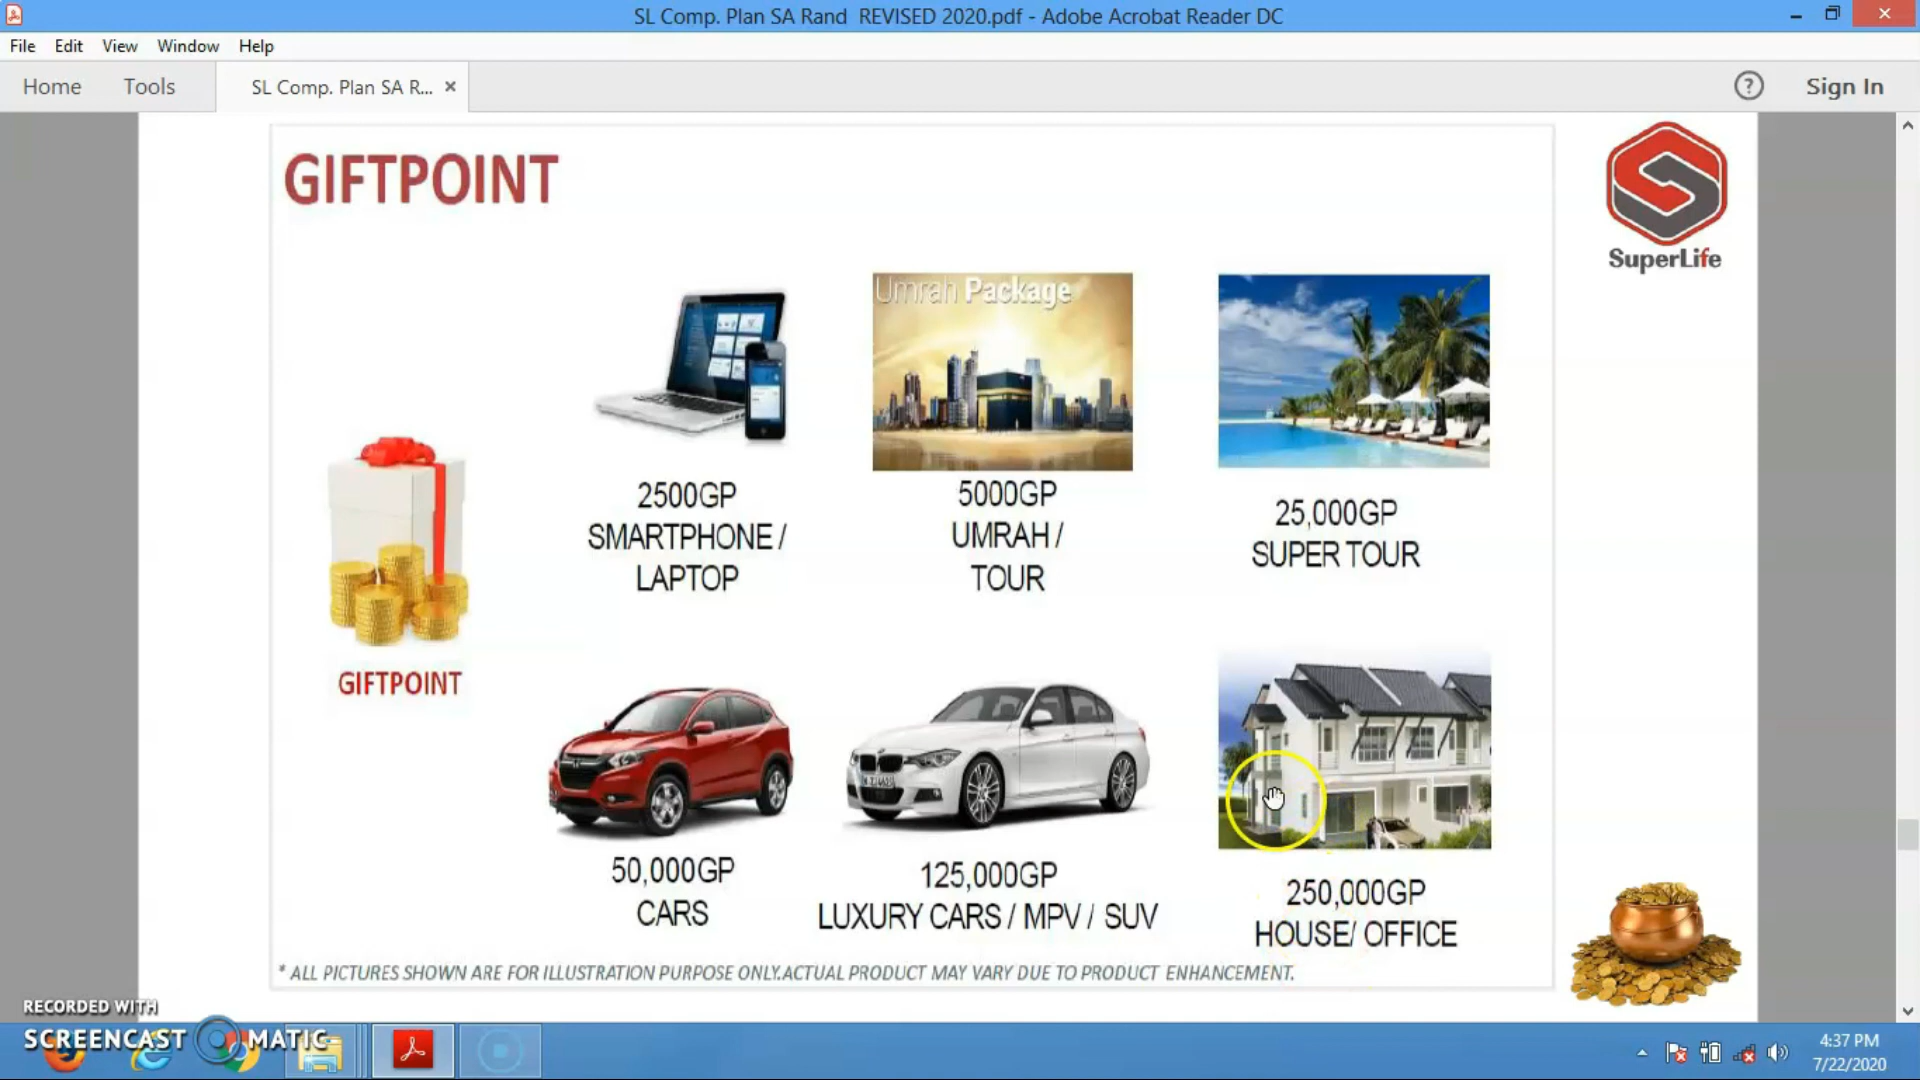 SL Comp. Plan SA Rand  REVISED 2020.pdf - Adobe Acrobat Reader DC
File Edit View Window Help
Home Tools SL Comp. Plan SA R... × ? Sign In
GIFTPOINT
SuperLife
Umrah Package
2500GP
SMARTPHONE /
LAPTOP
5000GP
UMRAH /
TOUR
25,000GP
SUPER TOUR
GIFTPOINT
50,000GP
CARS
125,000GP
LUXURY CARS / MPV / SUV
250,000GP
HOUSE/ OFFICE
* ALL PICTURES SHOWN ARE FOR ILLUSTRATION PURPOSE ONLY.ACTUAL PRODUCT MAY VARY DUE TO PRODUCT ENHANCEMENT.
RECORDED WITH
SCREENCAST MATIC
4:37 PM
7/22/2020